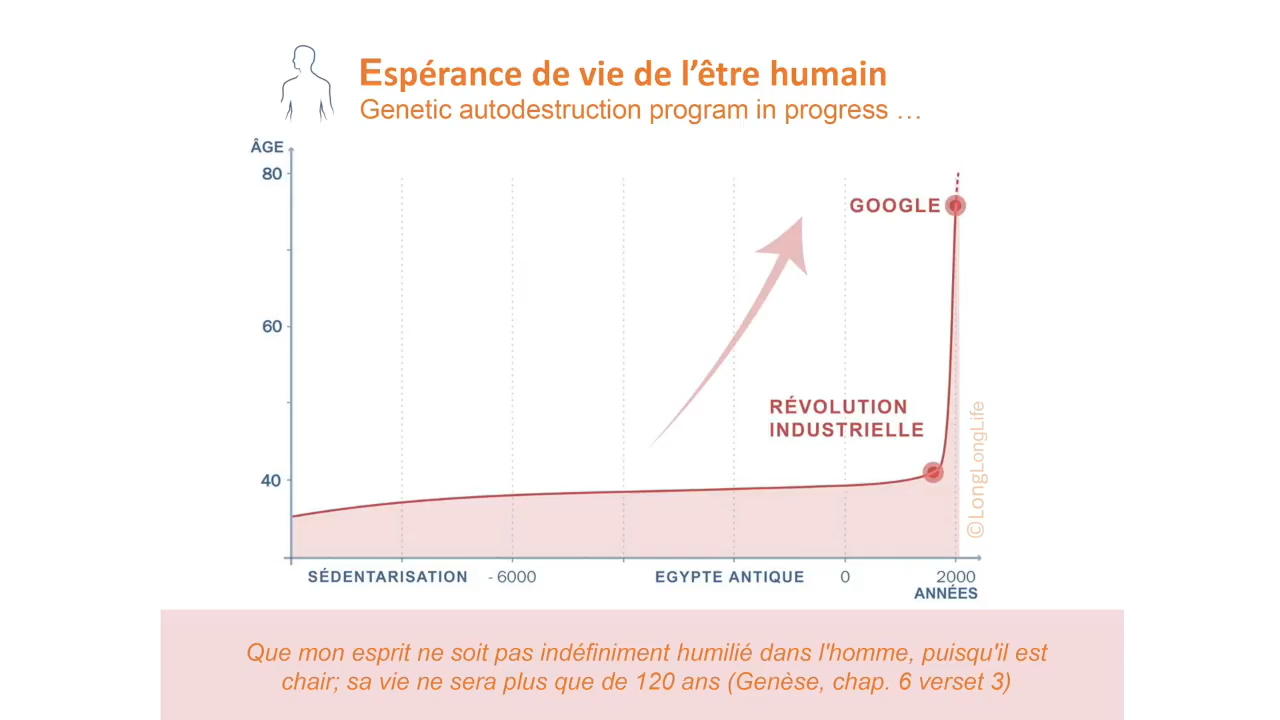 Espérance de vie de l’être humain
Genetic autodestruction program in progress …
ÂGE
80
GOOGLE
60
RÉVOLUTION
INDUSTRIELLE
40
©LongLongLife
SÉDENTARISATION - 6000 EGYPTE ANTIQUE 0 2000
ANNÉES
Que mon esprit ne soit pas indéfiniment humilié dans l'homme, puisqu'il est
chair; sa vie ne sera plus que de 120 ans (Genèse, chap. 6 verset 3)